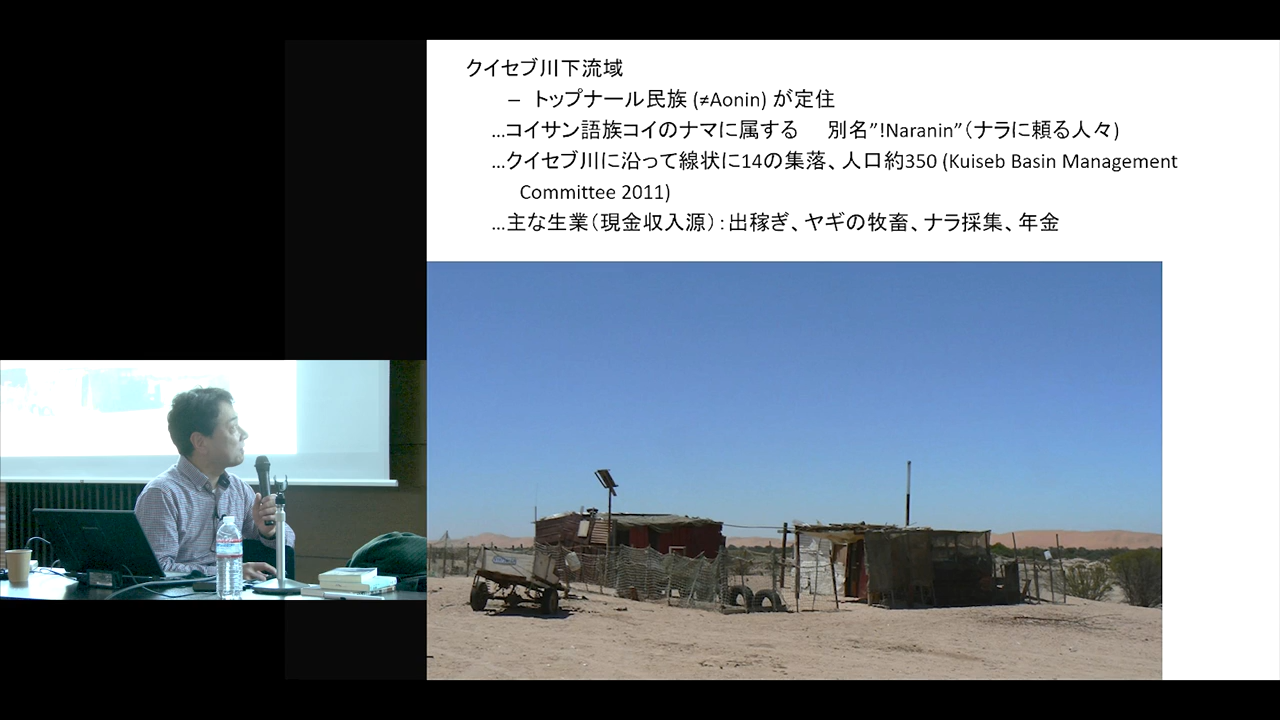 クイセブ川下流域
– トップナール民族 (≠Aonin) が定住
…コイサン語族コイのナマに属する　別名”!Naranin”（ナラに頼る人々)
…クイセブ川に沿って線状に14の集落、人口約350 (Kuiseb Basin Management
Committee 2011)
…主な生業（現金収入源）：出稼ぎ、ヤギの牧畜、ナラ採集、年金